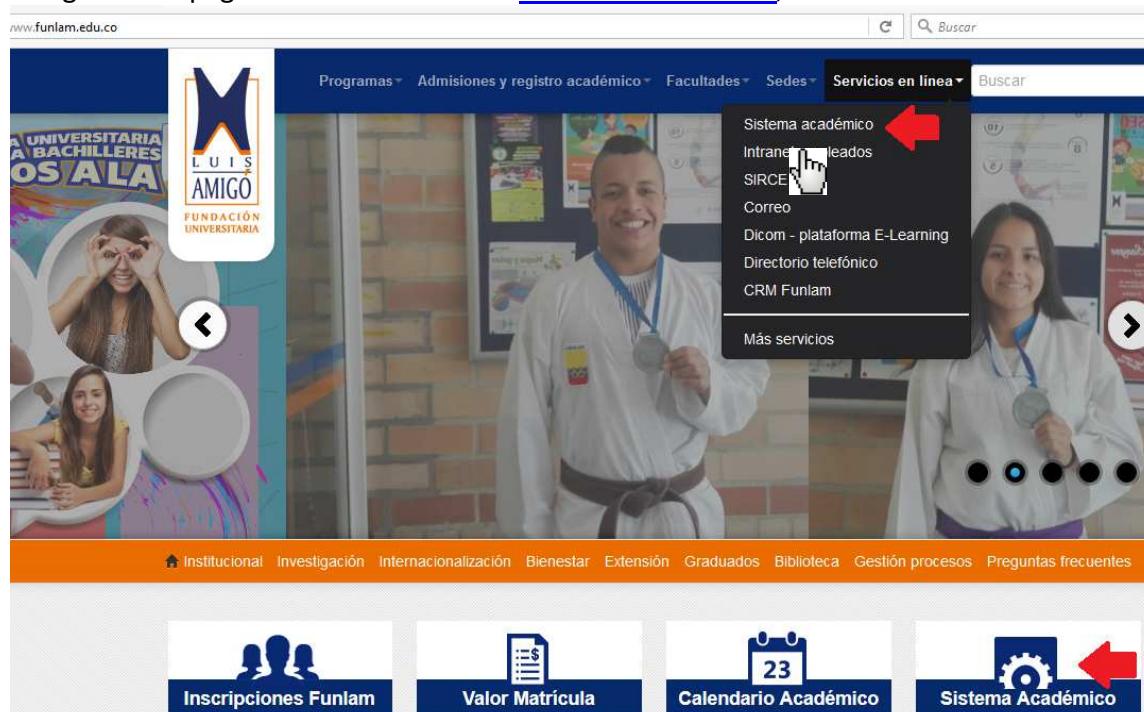 www.funlam.edu.co
Buscar
Programas Admisiones y registro académico Facultades Sedes Servicios en línea Buscar
Sistema académico
SIRCE
Correo
Dicom - plataforma E-Learning
Directorio telefónico
CRM Funlam
Más servicios
UNIVERSITARIA
A BACHILLERES
OS A LA
LUIS
AMIGÓ
FUNDACIÓN
UNIVERSITARIA
Institucional Investigación Internacionalización Bienestar Extensión Graduados Biblioteca Gestión procesos Preguntas frecuentes
23
Inscripciones Funlam Valor Matrícula Calendario Académico Sistema Académico